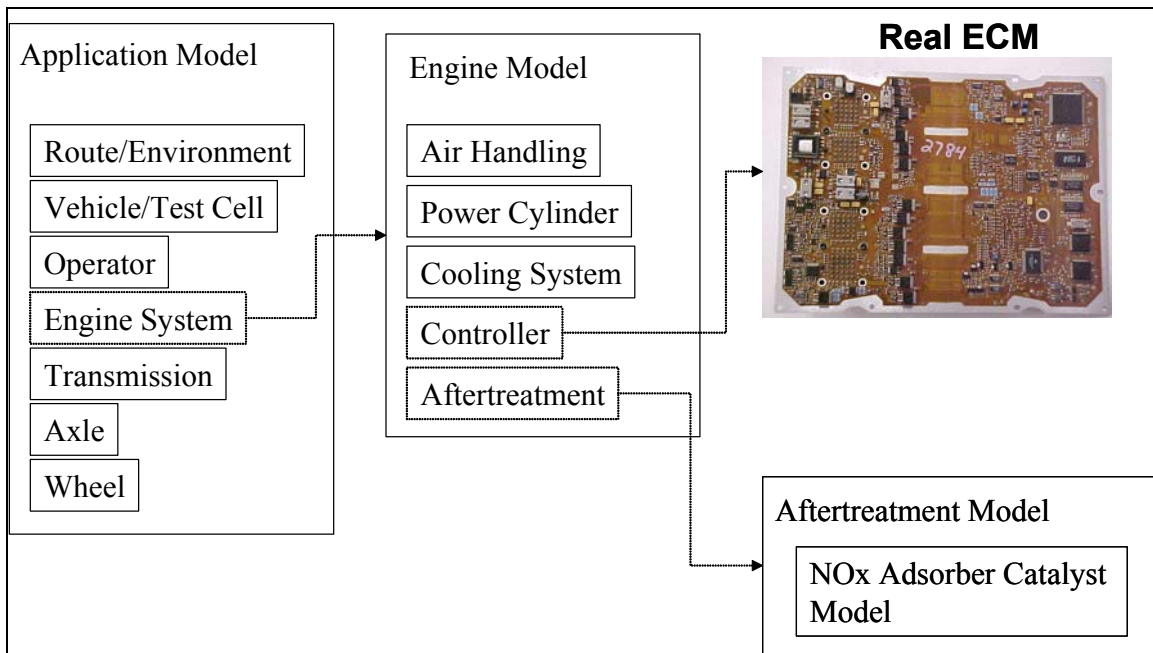 Application Model
Route/Environment
Vehicle/Test Cell
Operator
Engine System
Transmission
Axle
Wheel
Engine Model
Air Handling
Power Cylinder
Cooling System
Controller
Aftertreatment
Real ECM
2784
Aftertreatment Model
NOx Adsorber Catalyst
Model